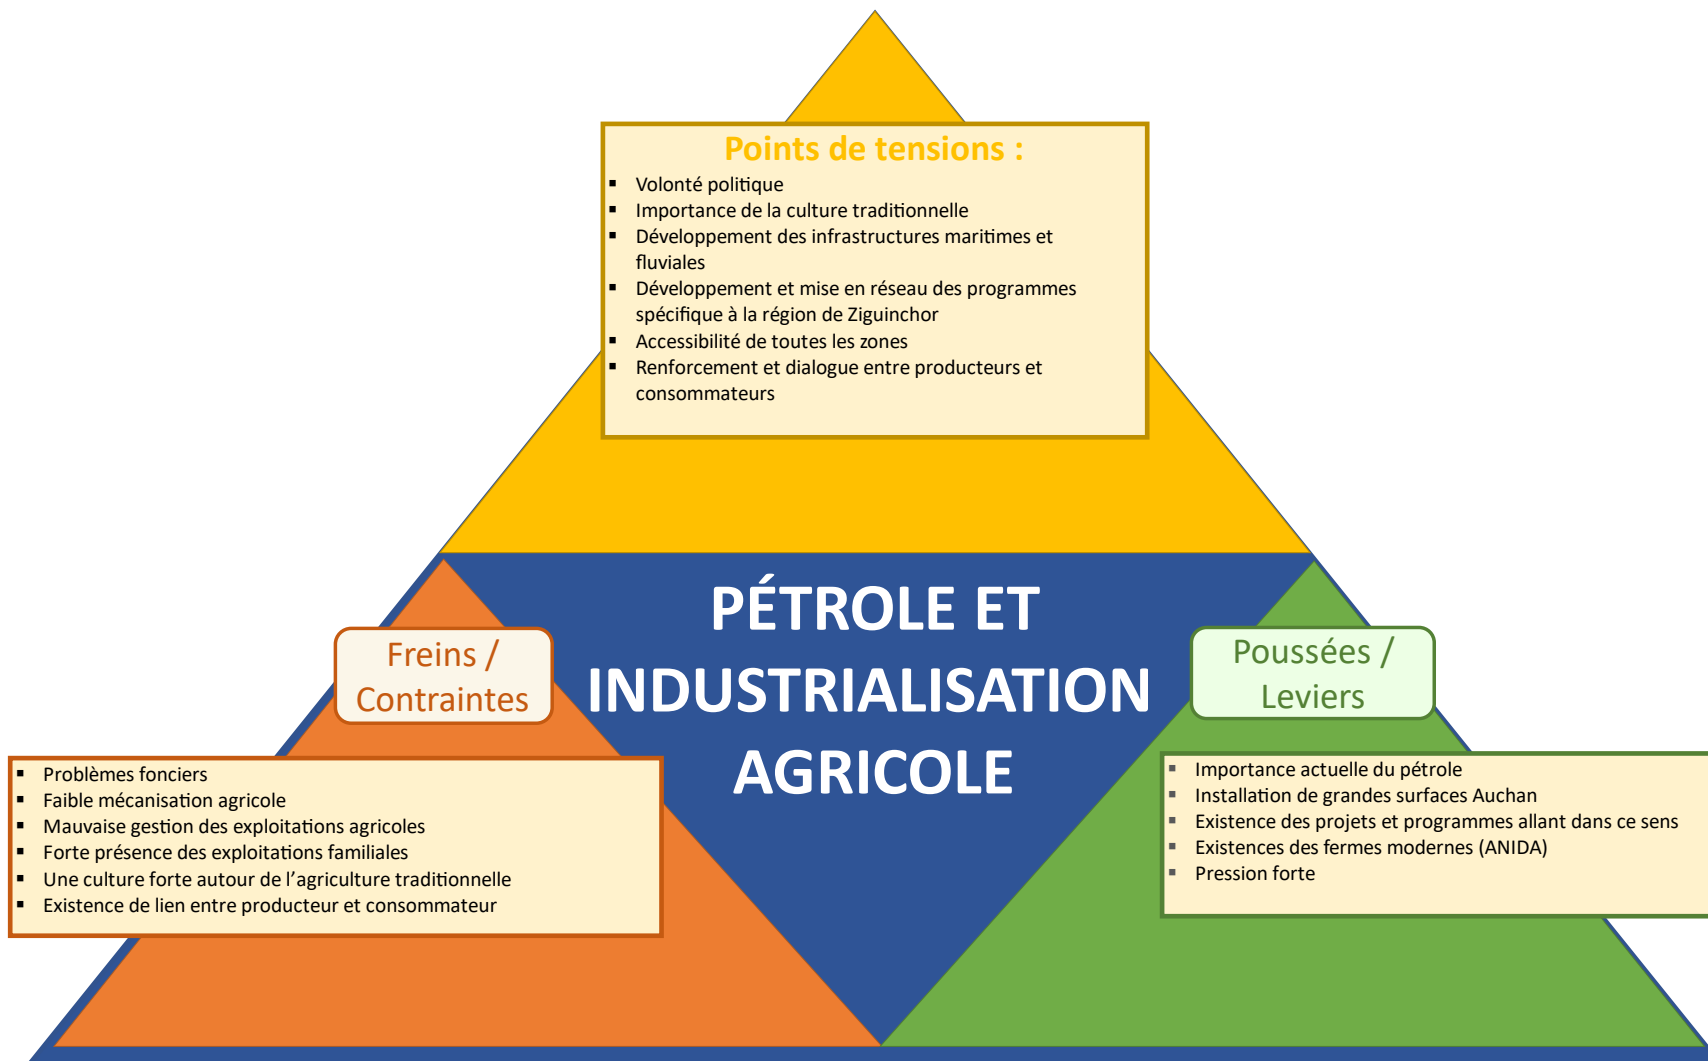 Points de tensions :
▪ Volonté politique
▪ Importance de la culture traditionnelle
▪ Développement des infrastructures maritimes et
fluviales
▪ Développement et mise en réseau des programmes
spécifique à la région de Ziguinchor
▪ Accessibilité de toutes les zones
▪ Renforcement et dialogue entre producteurs et
consommateurs
PÉTROLE ET
INDUSTRIALISATION
AGRICOLE
Freins /
Contraintes
▪ Problèmes fonciers
▪ Faible mécanisation agricole
▪ Mauvaise gestion des exploitations agricoles
▪ Forte présence des exploitations familiales
▪ Une culture forte autour de l’agriculture traditionnelle
▪ Existence de lien entre producteur et consommateur
Poussées /
Leviers
▪ Importance actuelle du pétrole
▪ Installation de grandes surfaces Auchan
▪ Existence des projets et programmes allant dans ce sens
▪ Existences des fermes modernes (ANIDA)
▪ Pression forte